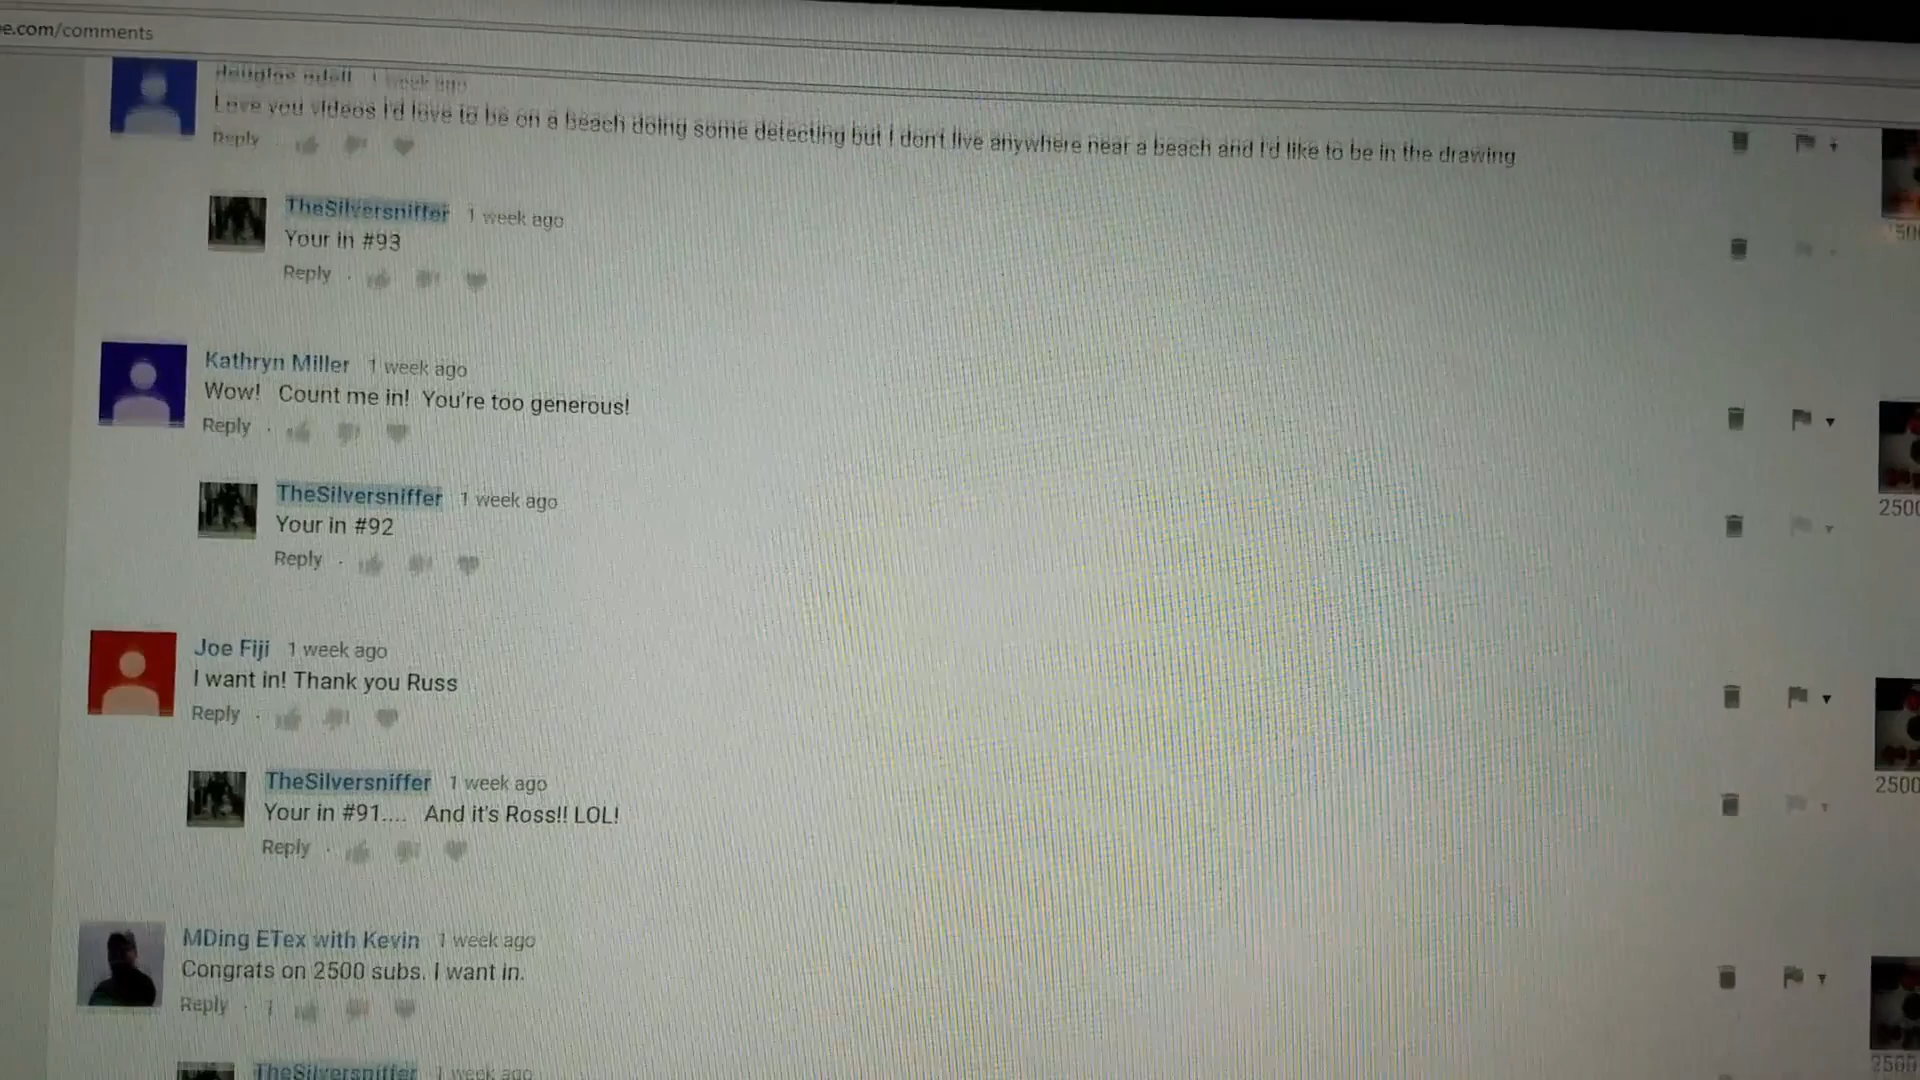 e.com/comments
1 week ago
Love you videos I'd love to be on a beach doing some detecting but I don't live anywhere near a beach and I'd like to be in the drawing
Reply
TheSilversniffer 1 week ago
Your in #93
Reply ·
Kathryn Miller 1 week ago
Wow! Count me in! You're too generous!
Reply ·
TheSilversniffer 1 week ago
Your in #92
Reply ·
2500
Joe Fiji 1 week ago
I want in! Thank you Russ
Reply ·
TheSilversniffer 1 week ago
Your in #91.... And it's Ross!! LOL!
Reply ·
2500
MDing ETex with Kevin 1 week ago
Congrats on 2500 subs. I want in.
Reply · 1
TheSilversniffer 1 week ago
2500